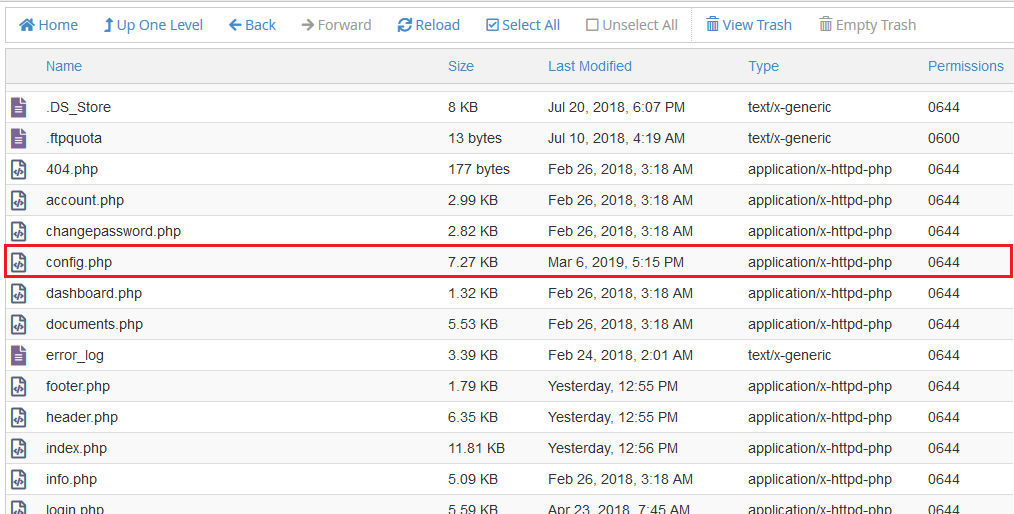 Home Up One Level Back Forward Reload Select All Unselect All View Trash Empty Trash
Name Size Last Modified Type Permissions
.DS_Store 8 KB Jul 20, 2018, 6:07 PM text/x-generic 0644
.ftpquota 13 bytes Jul 10, 2018, 4:19 AM text/x-generic 0600
404.php 177 bytes Feb 26, 2018, 3:18 AM application/x-httpd-php 0644
account.php 2.99 KB Feb 26, 2018, 3:18 AM application/x-httpd-php 0644
changepassword.php 2.82 KB Feb 26, 2018, 3:18 AM application/x-httpd-php 0644
config.php 7.27 KB Mar 6, 2019, 5:15 PM application/x-httpd-php 0644
dashboard.php 1.32 KB Feb 26, 2018, 3:18 AM application/x-httpd-php 0644
documents.php 5.53 KB Feb 26, 2018, 3:18 AM application/x-httpd-php 0644
error_log 3.39 KB Feb 24, 2018, 2:01 AM text/x-generic 0644
footer.php 1.79 KB Yesterday, 12:55 PM application/x-httpd-php 0644
header.php 6.35 KB Yesterday, 12:55 PM application/x-httpd-php 0644
index.php 11.81 KB Yesterday, 12:56 PM application/x-httpd-php 0644
info.php 5.09 KB Feb 26, 2018, 3:18 AM application/x-httpd-php 0644
login.php 5.59 KB Apr 23, 2018, 7:45 AM application/x-httpd-php 0644